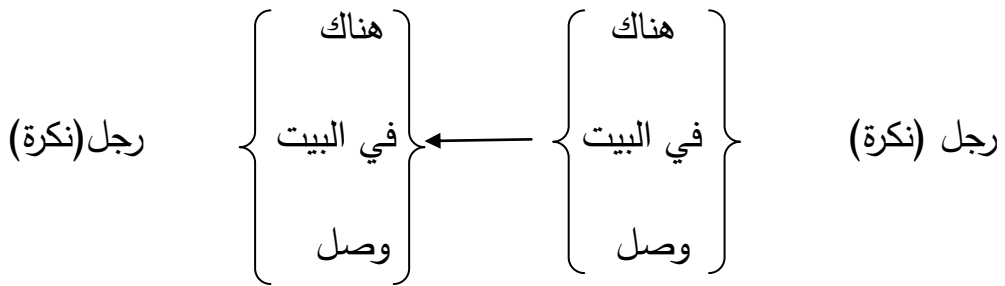 هناك هناك
رجل (نكرة) في البيت في البيت رجل(نكرة)
وصل وصل